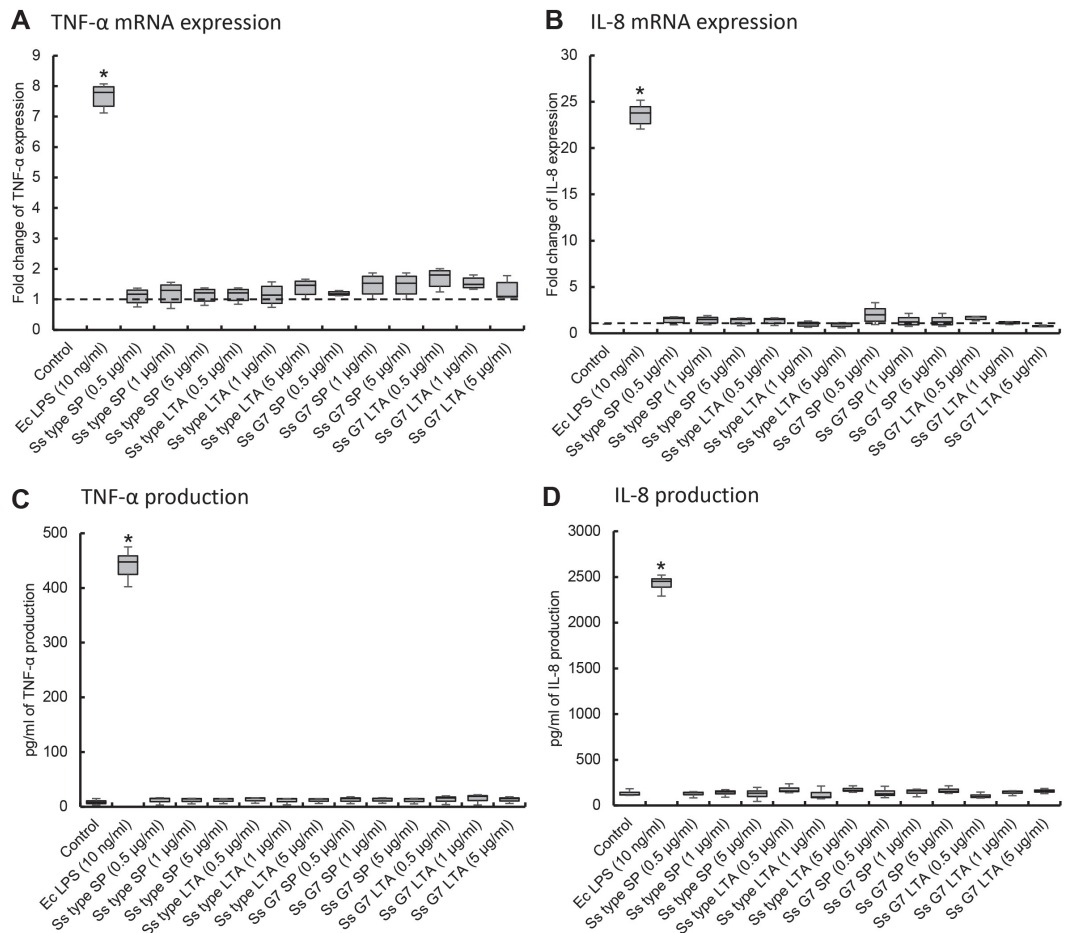 A TNF-α mRNA expression
Fold change of TNF-α expression
9
8
7
6
5
4
3
2
1
0
*
Control
Ec LPS (10 ng/ml)
Ss type SP (0.5 µg/ml)
Ss type SP (1 µg/ml)
Ss type SP (5 µg/ml)
Ss type LTA (0.5 µg/ml)
Ss type LTA (1 µg/ml)
Ss type LTA (5 µg/ml)
Ss G7 SP (0.5 µg/ml)
Ss G7 SP (1 µg/ml)
Ss G7 SP (5 µg/ml)
Ss G7 LTA (0.5 µg/ml)
Ss G7 LTA (1 µg/ml)
Ss G7 LTA (5 µg/ml)
B IL-8 mRNA expression
Fold change of IL-8 expression
30
25
20
15
10
5
0
*
Control
Ec LPS (10 ng/ml)
Ss type SP (0.5 µg/ml)
Ss type SP (1 µg/ml)
Ss type SP (5 µg/ml)
Ss type LTA (0.5 µg/ml)
Ss type LTA (1 µg/ml)
Ss type LTA (5 µg/ml)
Ss G7 SP (0.5 µg/ml)
Ss G7 SP (1 µg/ml)
Ss G7 SP (5 µg/ml)
Ss G7 LTA (0.5 µg/ml)
Ss G7 LTA (1 µg/ml)
Ss G7 LTA (5 µg/ml)
C TNF-α production
pg/ml of TNF-α production
500
400
300
200
100
0
*
Control
Ec LPS (10 ng/ml)
Ss type SP (0.5 µg/ml)
Ss type SP (1 µg/ml)
Ss type SP (5 µg/ml)
Ss type LTA (0.5 µg/ml)
Ss type LTA (1 µg/ml)
Ss type LTA (5 µg/ml)
Ss G7 SP (0.5 µg/ml)
Ss G7 SP (1 µg/ml)
Ss G7 SP (5 µg/ml)
Ss G7 LTA (0.5 µg/ml)
Ss G7 LTA (1 µg/ml)
Ss G7 LTA (5 µg/ml)
D IL-8 production
pg/ml of IL-8 production
3000
2500
2000
1500
1000
500
0
*
Control
Ec LPS (10 ng/ml)
Ss type SP (0.5 µg/ml)
Ss type SP (1 µg/ml)
Ss type SP (5 µg/ml)
Ss type LTA (0.5 µg/ml)
Ss type LTA (1 µg/ml)
Ss type LTA (5 µg/ml)
Ss G7 SP (0.5 µg/ml)
Ss G7 SP (1 µg/ml)
Ss G7 SP (5 µg/ml)
Ss G7 LTA (0.5 µg/ml)
Ss G7 LTA (1 µg/ml)
Ss G7 LTA (5 µg/ml)